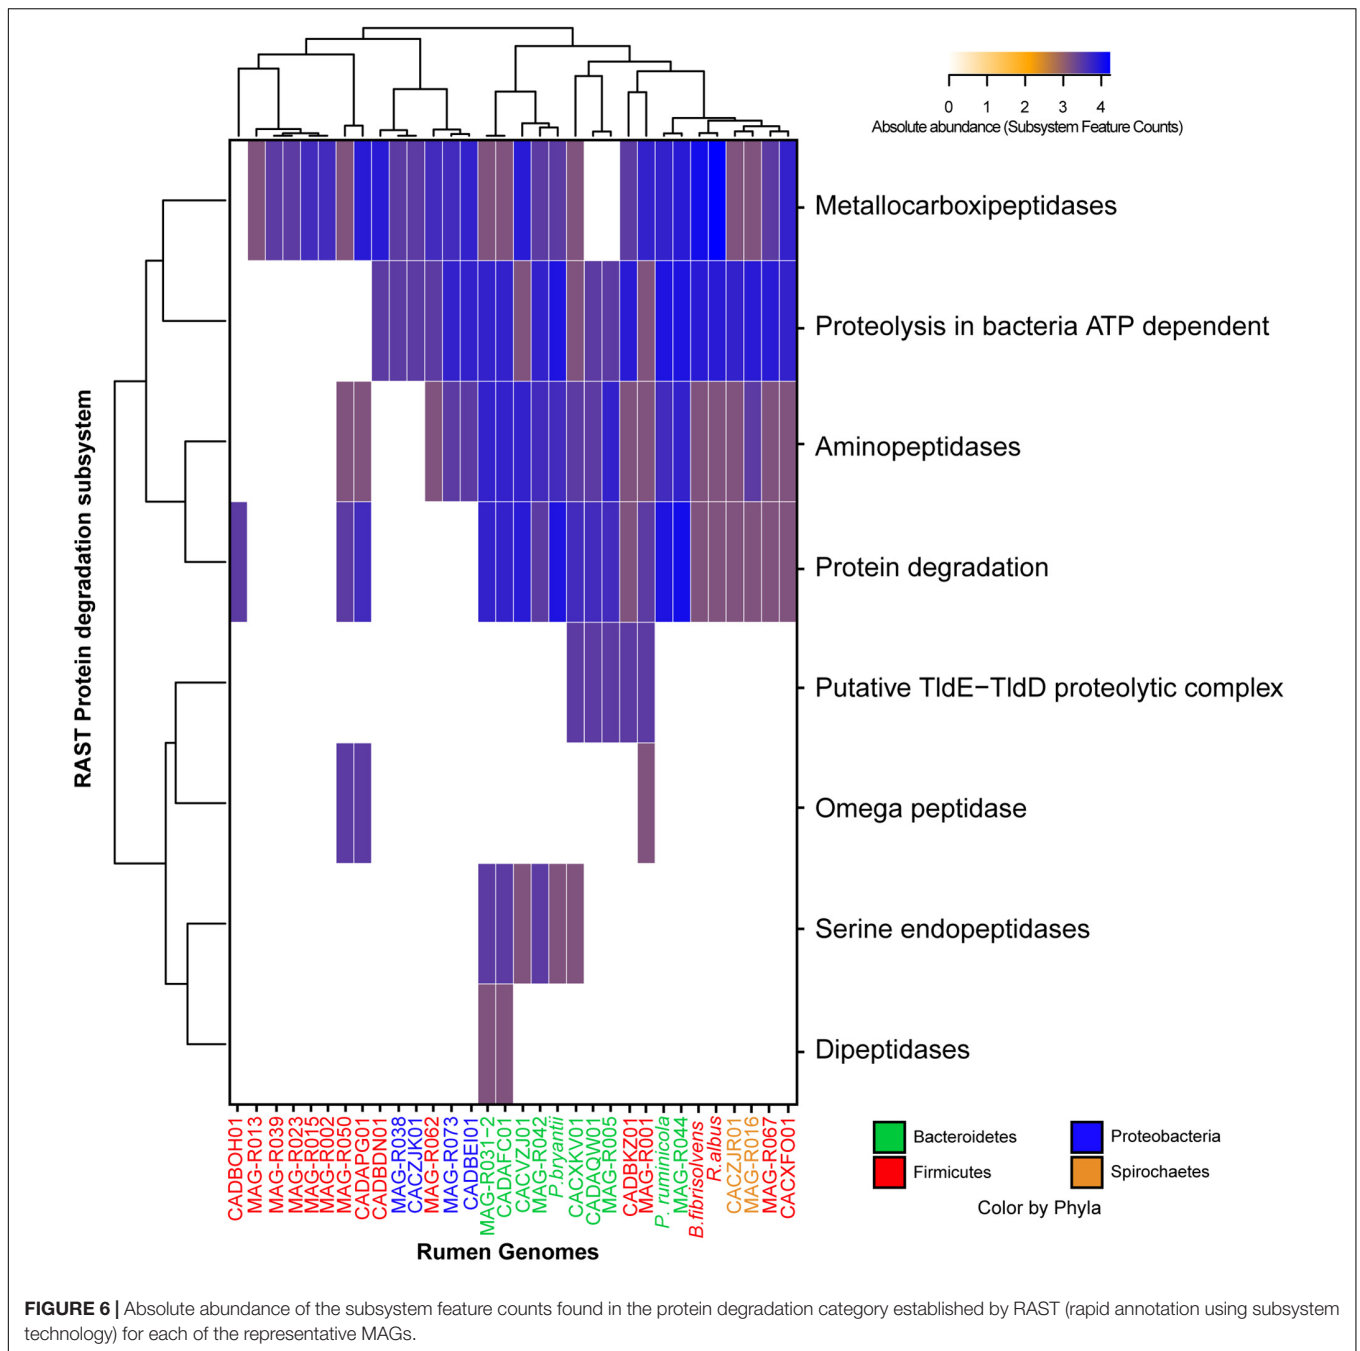 0 1 2 3 4
Absolute abundance (Subsystem Feature Counts)
RAST Protein degradation subsystem
Metallocarboxipeptidases
Proteolysis in bacteria ATP dependent
Aminopeptidases
Protein degradation
Putative TldE−TldD proteolytic complex
Omega peptidase
Serine endopeptidases
Dipeptidases
CADBOH01
MAG-R013
MAG-R039
MAG-R023
MAG-R015
MAG-R002
MAG-R050
CADAPG01
CADBDN01
MAG-R038
CACZJK01
MAG-R062
MAG-R073
CADBEI01
MAG-R031-2
CADAFC01
CACVZJ01
MAG-R042
P.bryantii
CACXKV01
CADAQW01
MAG-R005
CADBKZ01
MAG-R001
P. ruminicola
MAG-R044
B.fibrisolvens
R.albus
CACZJR01
MAG-R016
MAG-R067
CACXFO01
Rumen Genomes
Bacteroidetes
Proteobacteria
Firmicutes
Spirochaetes
Color by Phyla
FIGURE 6 | Absolute abundance of the subsystem feature counts found in the protein degradation category established by RAST (rapid annotation using subsystem
technology) for each of the representative MAGs.